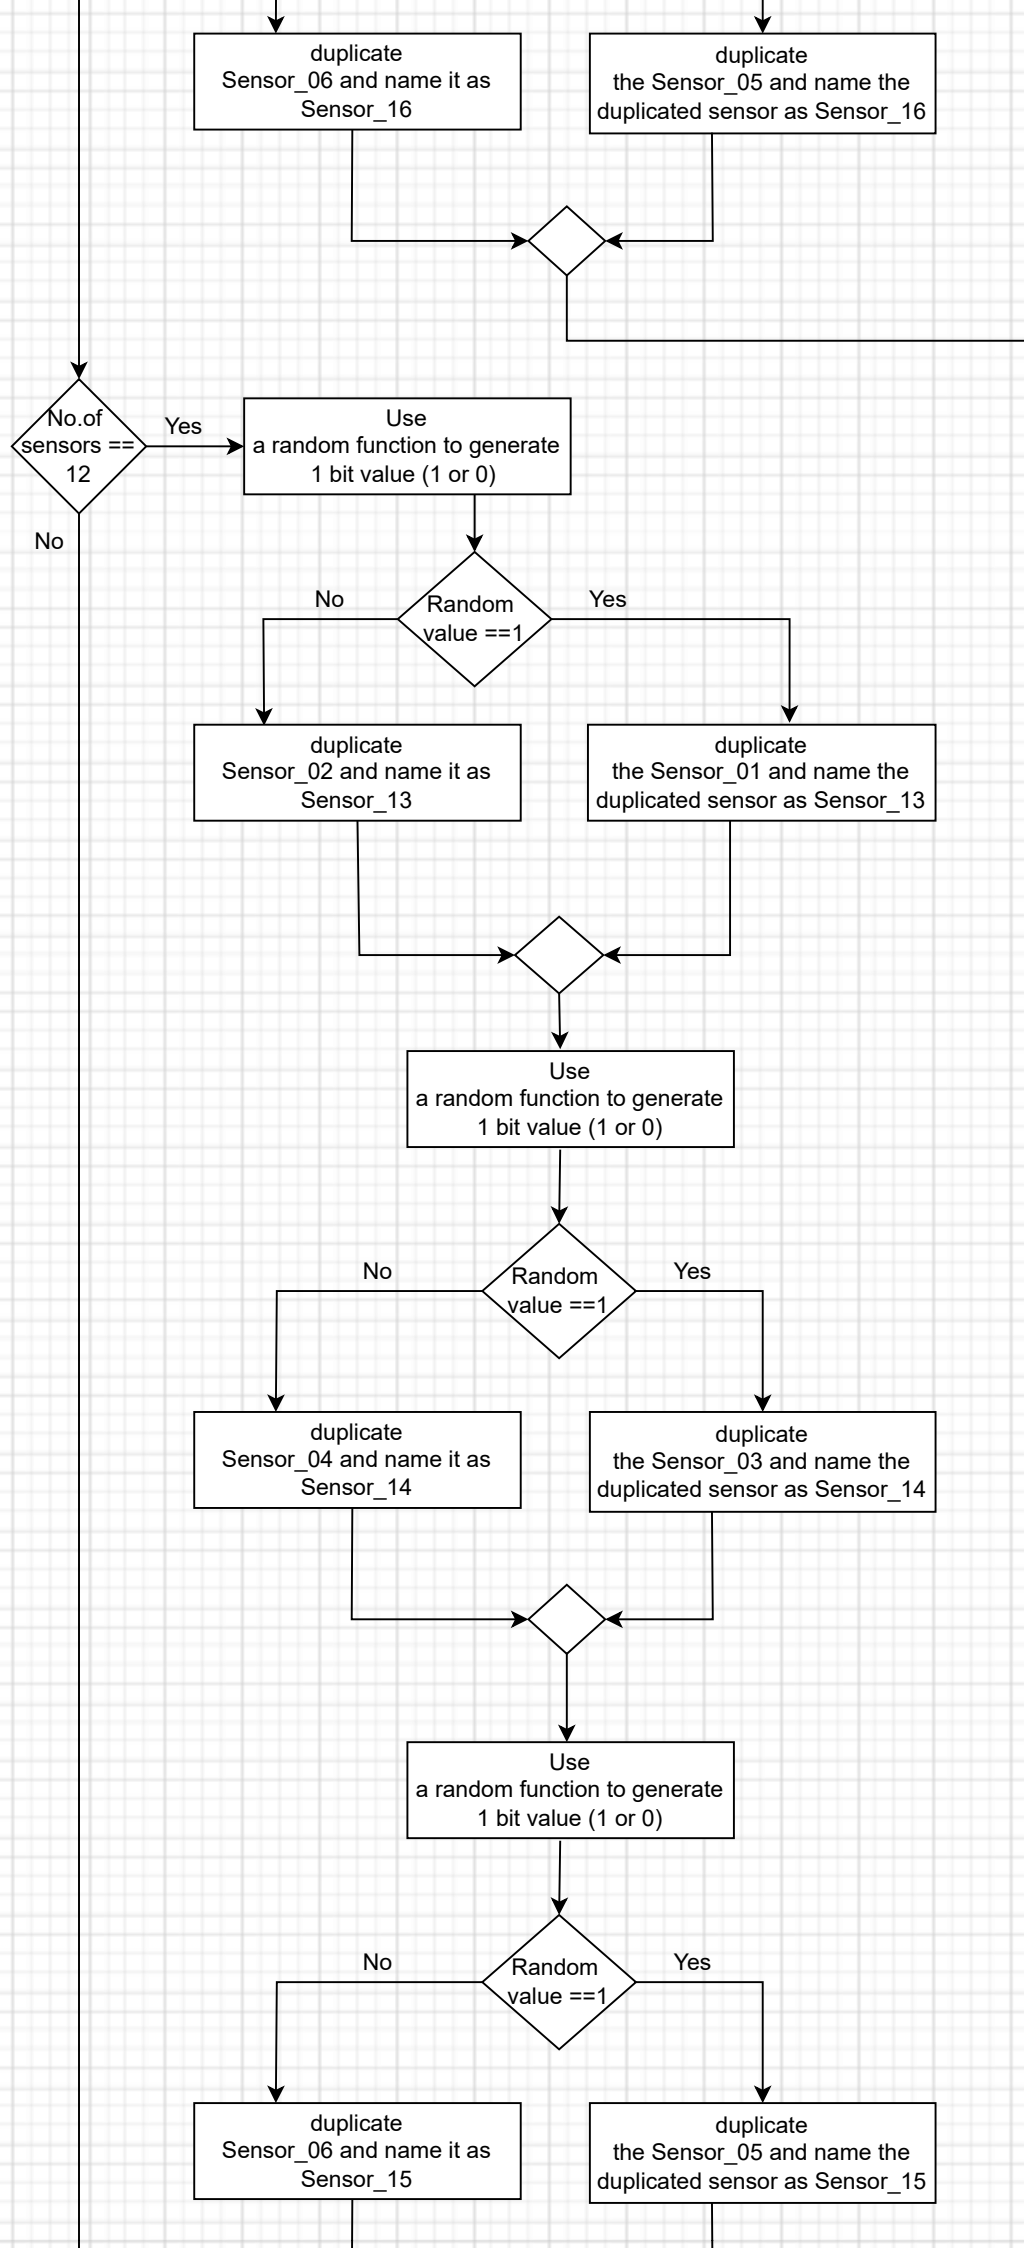 duplicate
Sensor_06 and name it as
Sensor_16
duplicate
the Sensor_05 and name the
duplicated sensor as Sensor_16
No.of
sensors ==
12
Yes
No
Use
a random function to generate
1 bit value (1 or 0)
Random
value ==1
No
Yes
duplicate
Sensor_02 and name it as
Sensor_13
duplicate
the Sensor_01 and name the
duplicated sensor as Sensor_13
Use
a random function to generate
1 bit value (1 or 0)
Random
value ==1
No
Yes
duplicate
Sensor_04 and name it as
Sensor_14
duplicate
the Sensor_03 and name the
duplicated sensor as Sensor_14
Use
a random function to generate
1 bit value (1 or 0)
Random
value ==1
No
Yes
duplicate
Sensor_06 and name it as
Sensor_15
duplicate
the Sensor_05 and name the
duplicated sensor as Sensor_15